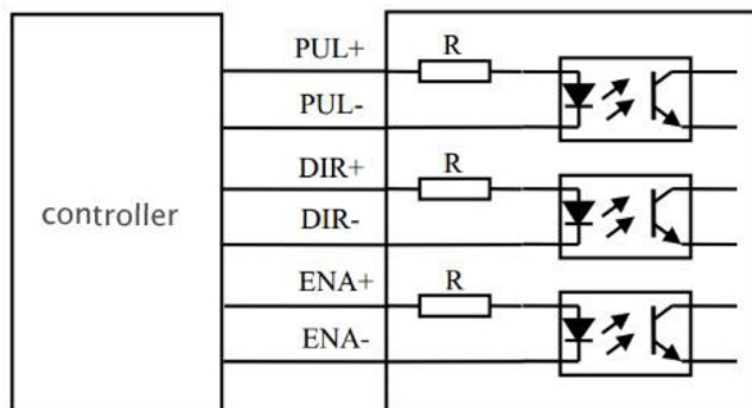 PUL+
R
PUL-
DIR+
R
controller
DIR-
ENA+
R
ENA-